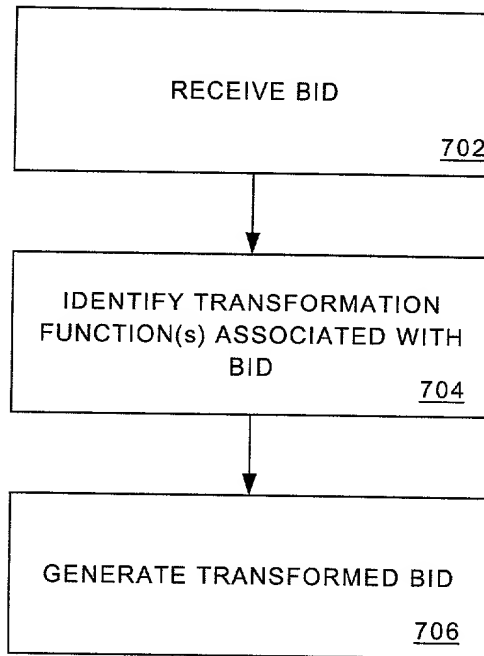 RECEIVE BID
702
IDENTIFY TRANSFORMATION
FUNCTION(s) ASSOCIATED WITH
BID
704
GENERATE TRANSFORMED BID
706